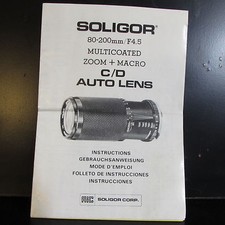 SOLIGOR®
80-200mm/F4.5
MULTICOATED
ZOOM + MACRO
C/D
AUTO LENS
INSTRUCTIONS
GEBRAUCHSANWEISUNG
MODE D'EMPLOI
FOLLETO DE INSTRUCCIONES
INSTRUCCIONES
SOLIGOR CORP.